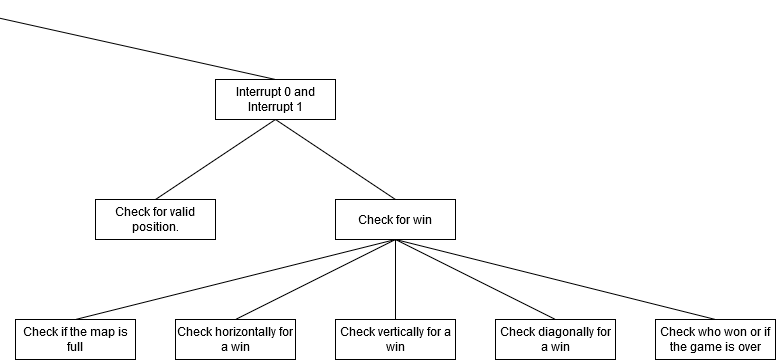 Interrupt 0 and
Interrupt 1
Check for valid
position.
Check for win
Check if the map is
full
Check horizontally for
a win
Check vertically for a
win
Check diagonally for
a win
Check who won or if
the game is over